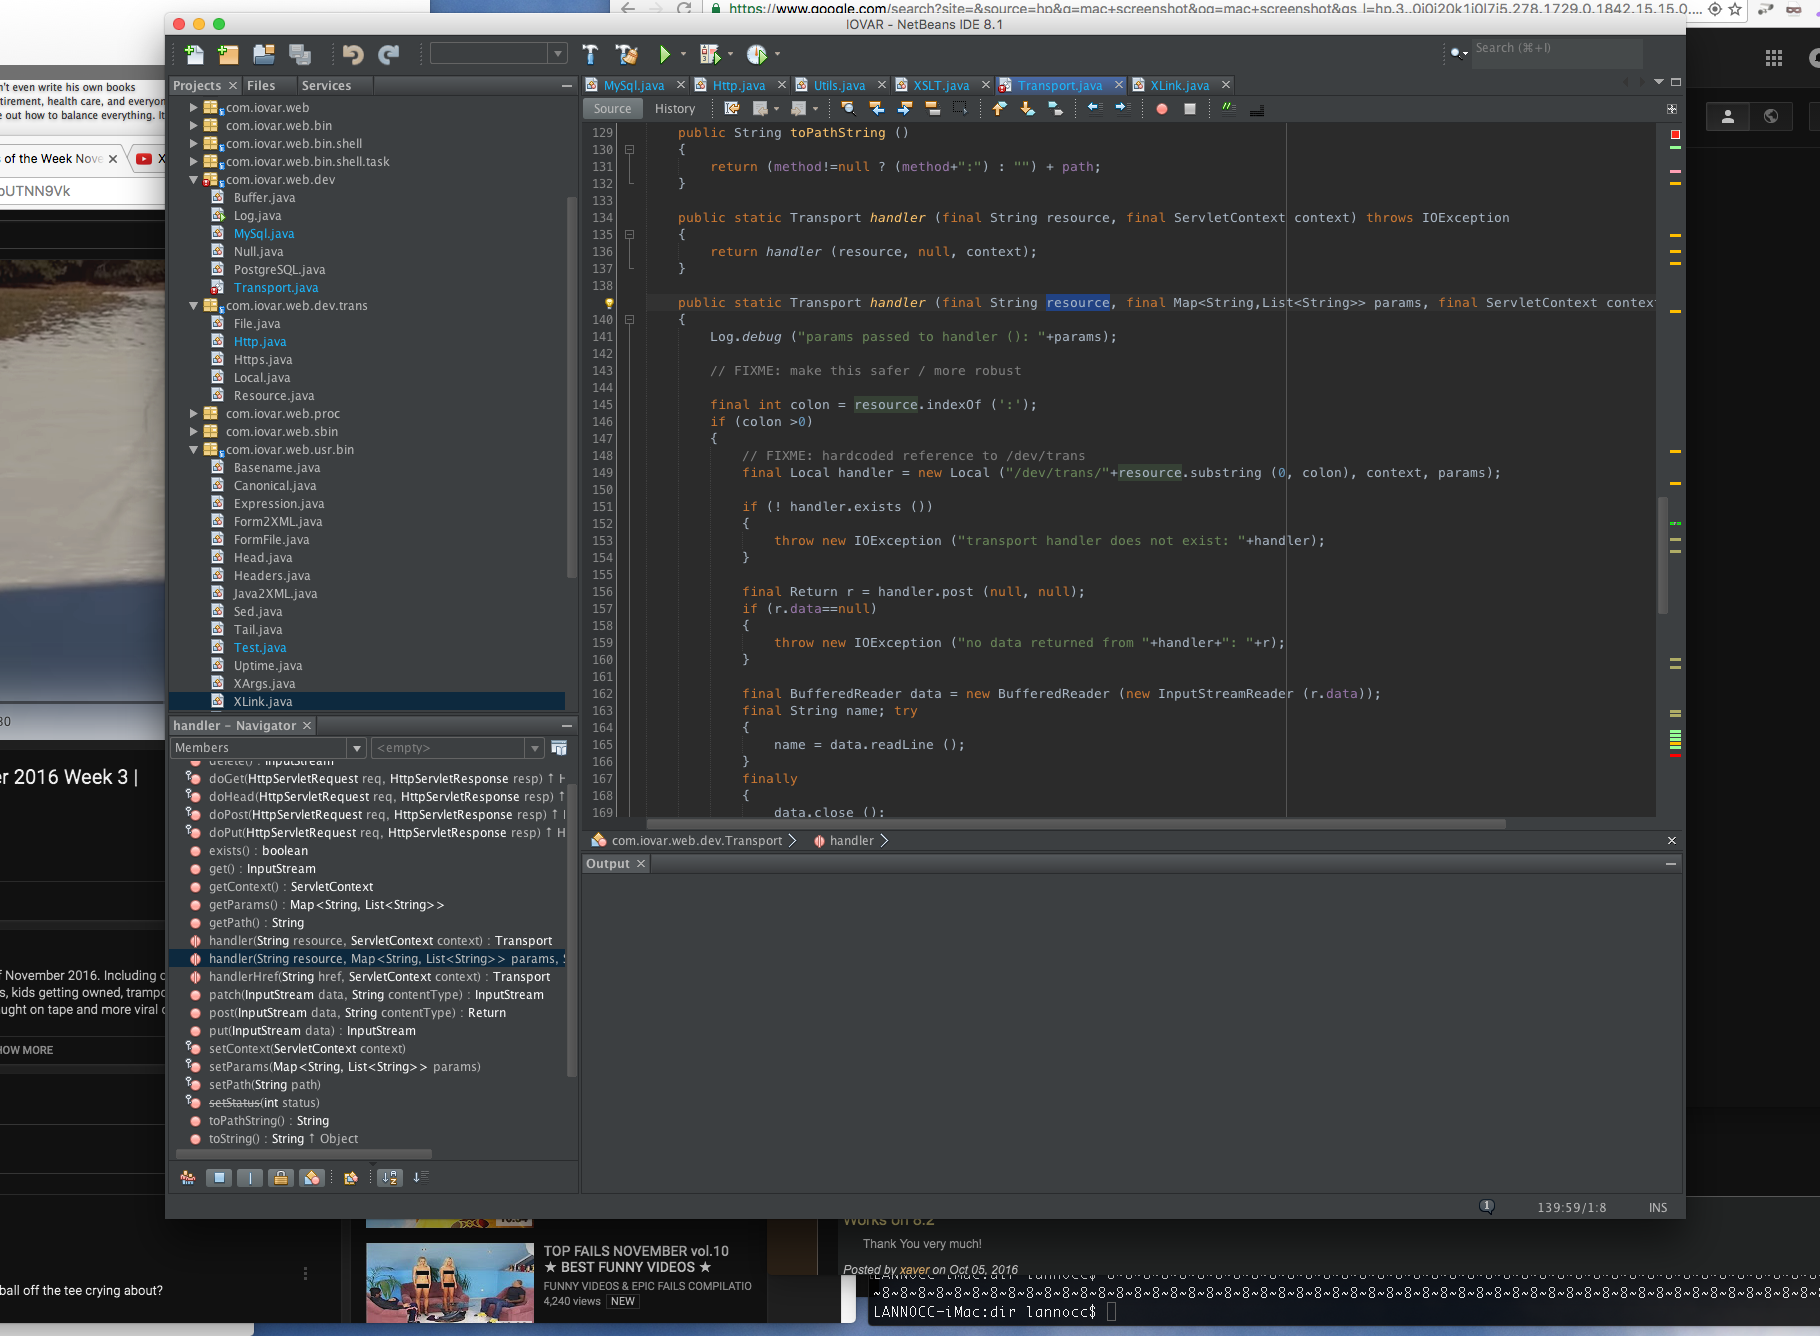 https://www.google.com/search?site=&source=hp&q=mac+screenshot&oq=mac+screenshot&gs_l=hp.3..0i0i20k1j0l7j5.278.1729.0.1842.15.15.0....
IOVAR - NetBeans IDE 8.1
Search (⌘+I)
n't even write his own books
tirement, health care, and everyon
e out how to balance everything. It
s of the Week Nove
X
oUTNN9Vk
30
er 2016 Week 3 |
f November 2016. Including
s, kids getting owned, trampo
ught on tape and more viral
HOW MORE
ball off the tee crying about?
Projects
Files
Services
com.iovar.web
com.iovar.web.bin
com.iovar.web.bin.shell
com.iovar.web.bin.shell.task
com.iovar.web.dev
Buffer.java
Log.java
MySql.java
Null.java
PostgreSQL.java
Transport.java
com.iovar.web.dev.trans
File.java
Http.java
Https.java
Local.java
Resource.java
com.iovar.web.proc
com.iovar.web.sbin
com.iovar.web.usr.bin
Basename.java
Canonical.java
Expression.java
Form2XML.java
FormFile.java
Head.java
Headers.java
Java2XML.java
Sed.java
Tail.java
Test.java
Uptime.java
XArgs.java
XLink.java
handler - Navigator
Members
<empty>
delete() : InputStream
doGet(HttpServletRequest req, HttpServletResponse resp) ↑ H
doHead(HttpServletRequest req, HttpServletResponse resp) ↑
doPost(HttpServletRequest req, HttpServletResponse resp) ↑
doPut(HttpServletRequest req, HttpServletResponse resp) ↑ H
exists() : boolean
get() : InputStream
getContext() : ServletContext
getParams() : Map<String, List<String>>
getPath() : String
handler(String resource, ServletContext context) : Transport
handler(String resource, Map<String, List<String>> params, S
handlerHref(String href, ServletContext context) : Transport
patch(InputStream data, String contentType) : InputStream
post(InputStream data, String contentType) : Return
put(InputStream data) : InputStream
setContext(ServletContext context)
setParams(Map<String, List<String>> params)
setPath(String path)
setStatus(int status)
toPathString() : String
toString() : String ↑ Object
MySql.java
Http.java
Utils.java
XSLT.java
Transport.java
XLink.java
Source
History
129 public String toPathString ()
130 {
131 return (method!=null ? (method+":") : "") + path;
132 }
133
134 public static Transport handler (final String resource, final ServletContext context) throws IOException
135 {
136 return handler (resource, null, context);
137 }
138
public static Transport handler (final String resource, final Map<String,List<String>> params, final ServletContext contex
140 {
141 Log.debug ("params passed to handler (): "+params);
142
143 // FIXME: make this safer / more robust
144
145 final int colon = resource.indexOf (':');
146 if (colon >0)
147 {
148 // FIXME: hardcoded reference to /dev/trans
149 final Local handler = new Local ("/dev/trans/"+resource.substring (0, colon), context, params);
150
151 if (! handler.exists ())
152 {
153 throw new IOException ("transport handler does not exist: "+handler);
154 }
155
156 final Return r = handler.post (null, null);
157 if (r.data==null)
158 {
159 throw new IOException ("no data returned from "+handler+": "+r);
160 }
161
162 final BufferedReader data = new BufferedReader (new InputStreamReader (r.data));
163 final String name; try
164 {
165 name = data.readLine ();
166 }
167 finally
168 {
169 data.close ();
com.iovar.web.dev.Transport
handler
Output
1
139:59/1:8
INS
TOP FAILS NOVEMBER vol.10
★ BEST FUNNY VIDEOS ★
FUNNY VIDEOS & EPIC FAILS COMPILATIO
4,240 views NEW
Works on 8.2
Thank You very much!
Posted by xaver on Oct 05, 2016
LANNOCC-iMac:dir lannocc$
LANNOCC-iMac:dir lannocc$